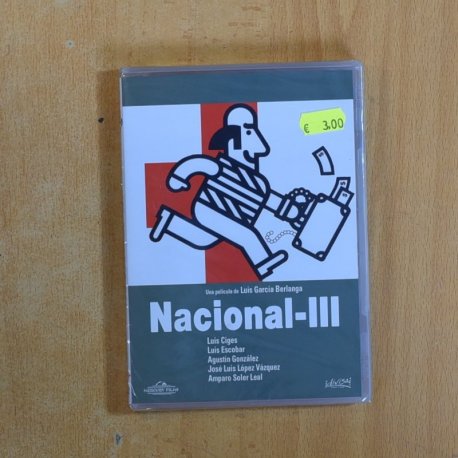 € 3.00
Una película de Luis García Berlanga
Nacional-III
Luis Ciges
Luis Escobar
Agustín González
José Luis López Vázquez
Amparo Soler Leal
divisa